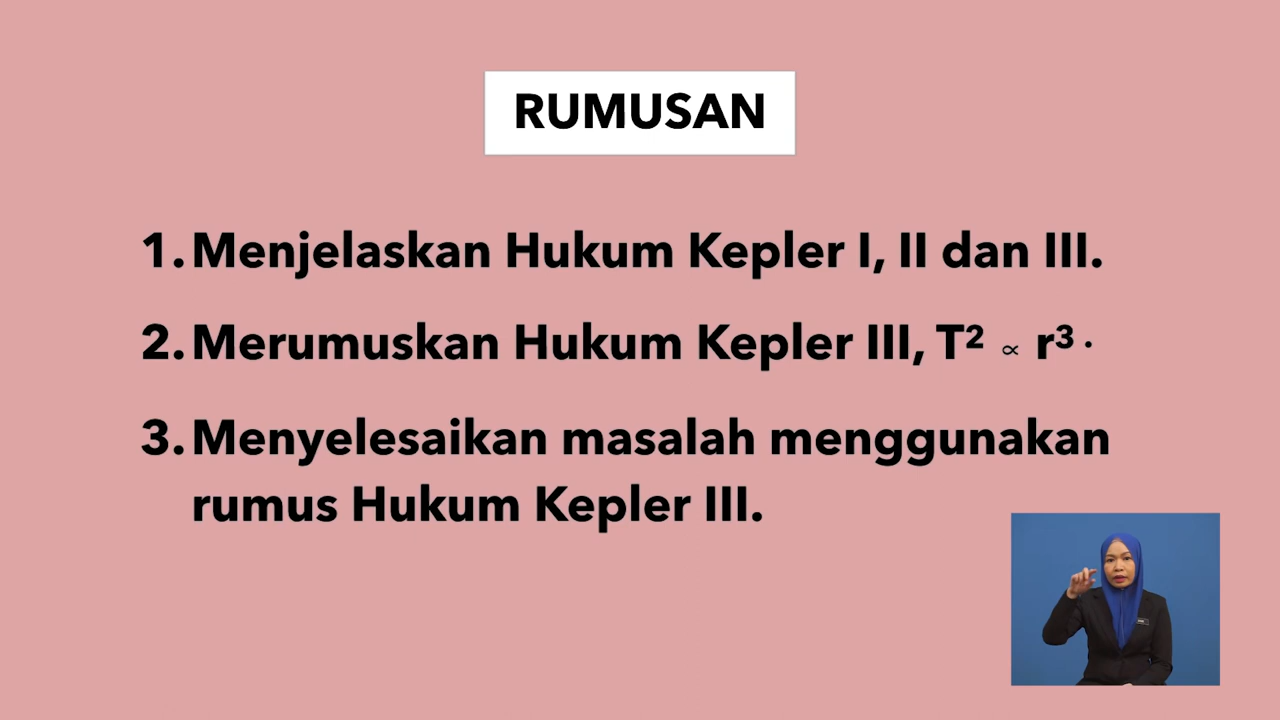 RUMUSAN
1. Menjelaskan Hukum Kepler I, II dan III.
2. Merumuskan Hukum Kepler III, T² ∝ r³ .
3. Menyelesaikan masalah menggunakan
rumus Hukum Kepler III.